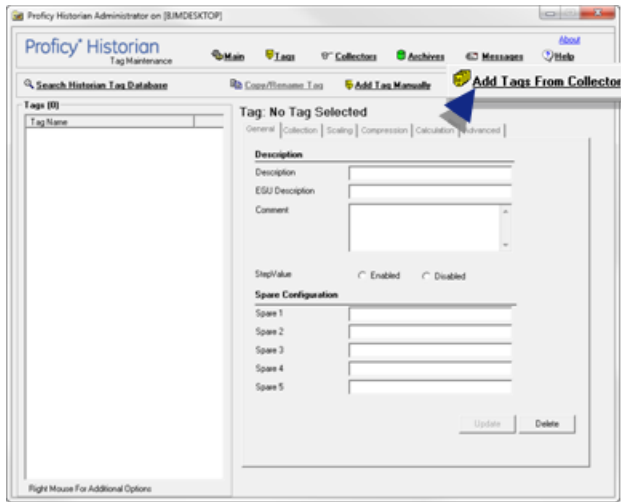 Proficy Historian Administrator on [BJMDESKTOP]
Proficy* Historian
Tag Maintenance
Main Tags Collectors Archives Messages About Help
Search Historian Tag Database Copy/Rename Tag Add Tag Manually Add Tags From Collector
Tags (0)
Tag Name
Tag: No Tag Selected
General Collection Scaling Compression Calculation Advanced
Description
Description
EGU Description
Comment
StepValue Enabled Disabled
Spare Configuration
Spare 1
Spare 2
Spare 3
Spare 4
Spare 5
Update Delete
Right Mouse For Additional Options